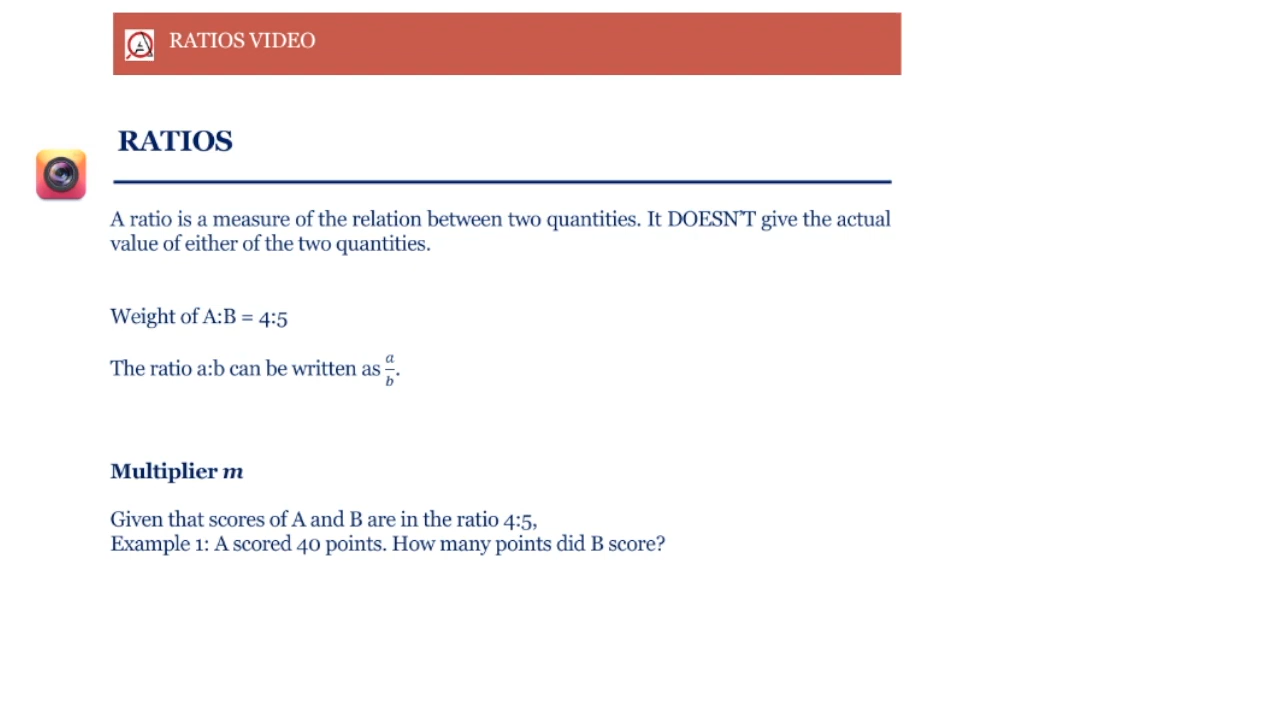 RATIOS VIDEO
RATIOS
A ratio is a measure of the relation between two quantities. It DOESN'T give the actual
value of either of the two quantities.
Weight of A:B = 4:5
The ratio a:b can be written as a/b.
Multiplier m
Given that scores of A and B are in the ratio 4:5,
Example 1: A scored 40 points. How many points did B score?